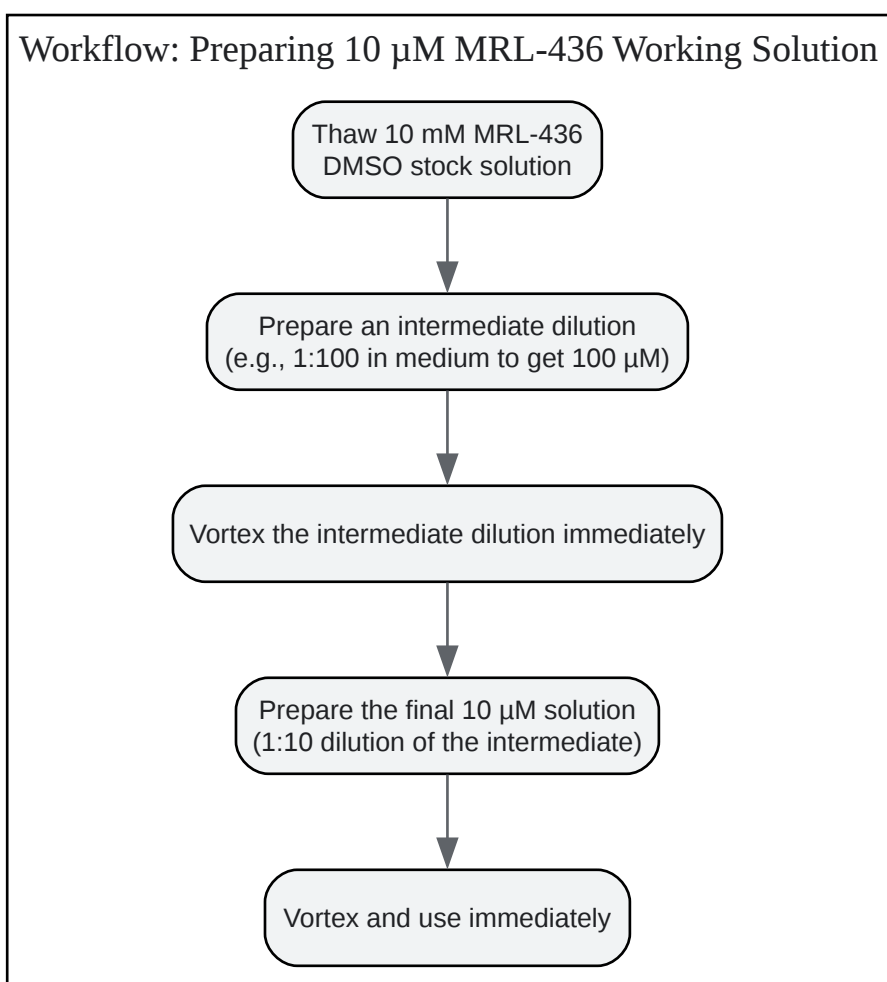 Workflow: Preparing 10 µM MRL-436 Working Solution
Thaw 10 mM MRL-436
DMSO stock solution
Prepare an intermediate dilution
(e.g., 1:100 in medium to get 100 µM)
Vortex the intermediate dilution immediately
Prepare the final 10 µM solution
(1:10 dilution of the intermediate)
Vortex and use immediately